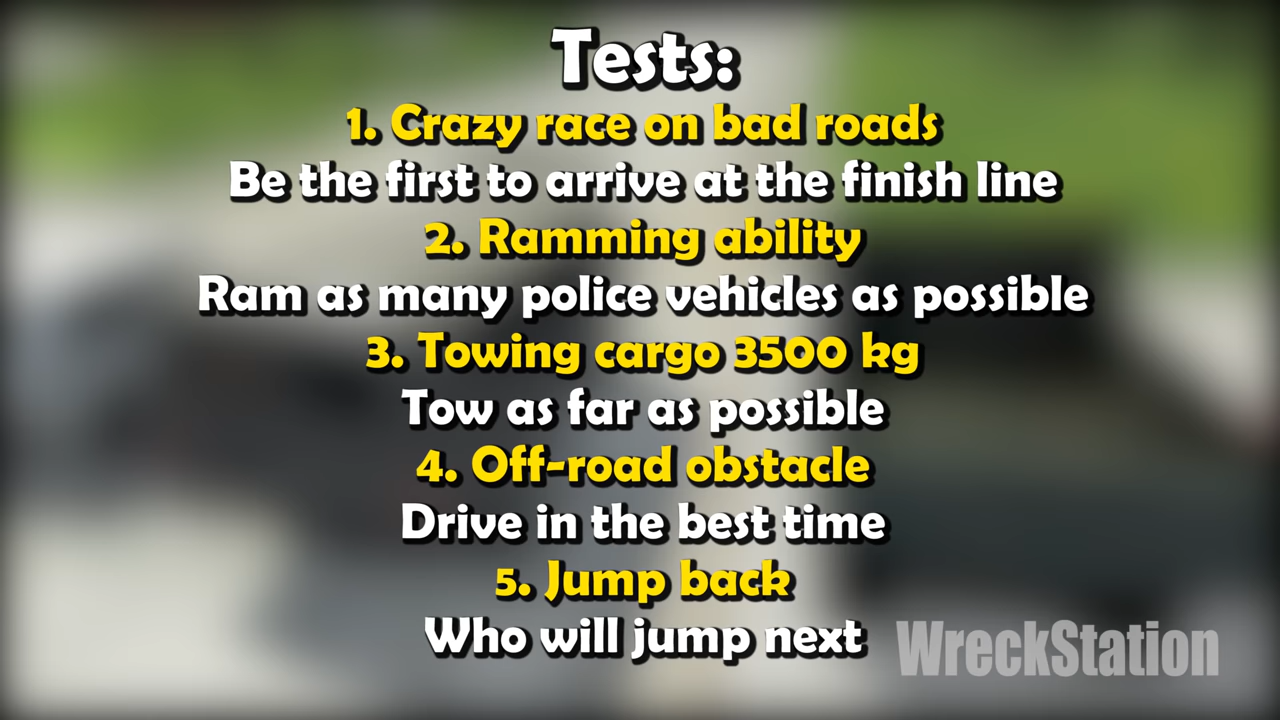 Tests:
1. Crazy race on bad roads
Be the first to arrive at the finish line
2. Ramming ability
Ram as many police vehicles as possible
3. Towing cargo 3500 kg
Tow as far as possible
4. Off-road obstacle
Drive in the best time
5. Jump back
Who will jump next
WreckStation